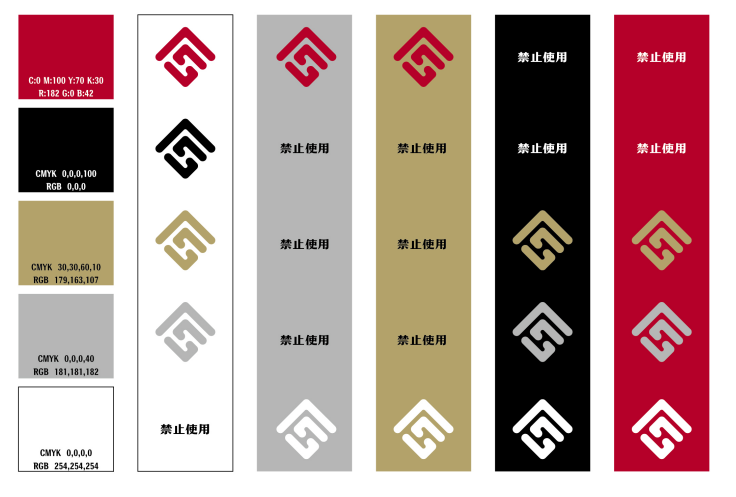 C:0 M:100 Y:70 K:30
R:182 G:0 B:42
禁止使用
禁止使用
CMYK 0,0,0,100
RGB 0,0,0
禁止使用
禁止使用
禁止使用
禁止使用
CMYK 30,30,60,10
RGB 179,163,107
禁止使用
禁止使用
CMYK 0,0,0,40
RGB 181,181,182
禁止使用
禁止使用
CMYK 0,0,0,0
RGB 254,254,254
禁止使用